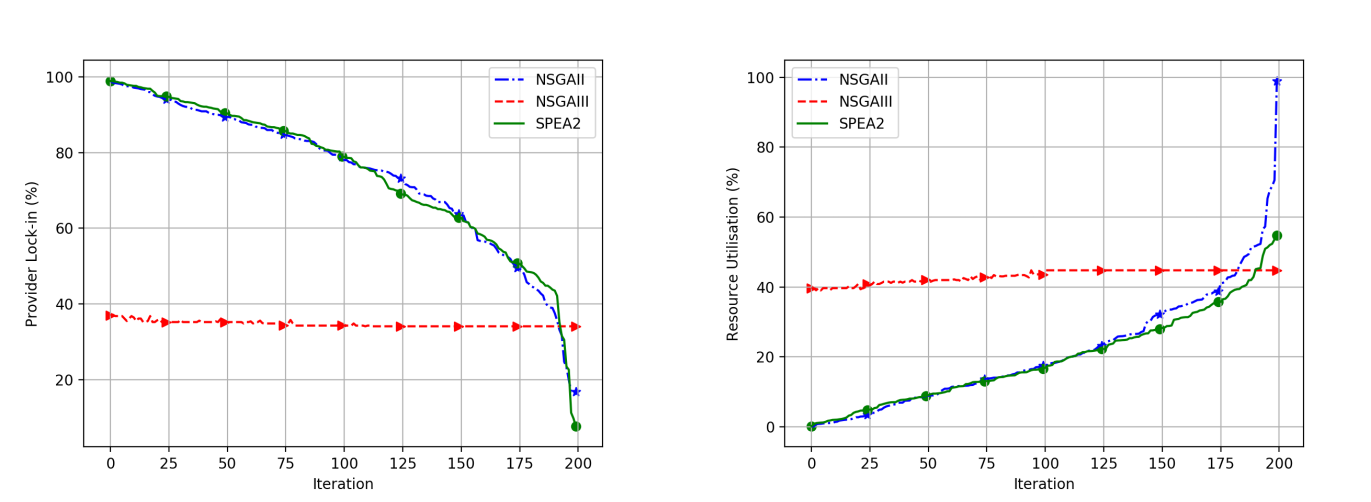 100
80
60
40
20
0 25 50 75 100 125 150 175 200
Iteration
Provider Lock-in (%)
NSGAII
NSGAIII
SPEA2
100
80
60
40
20
0
0 25 50 75 100 125 150 175 200
Iteration
Resource Utilisation (%)
NSGAII
NSGAIII
SPEA2